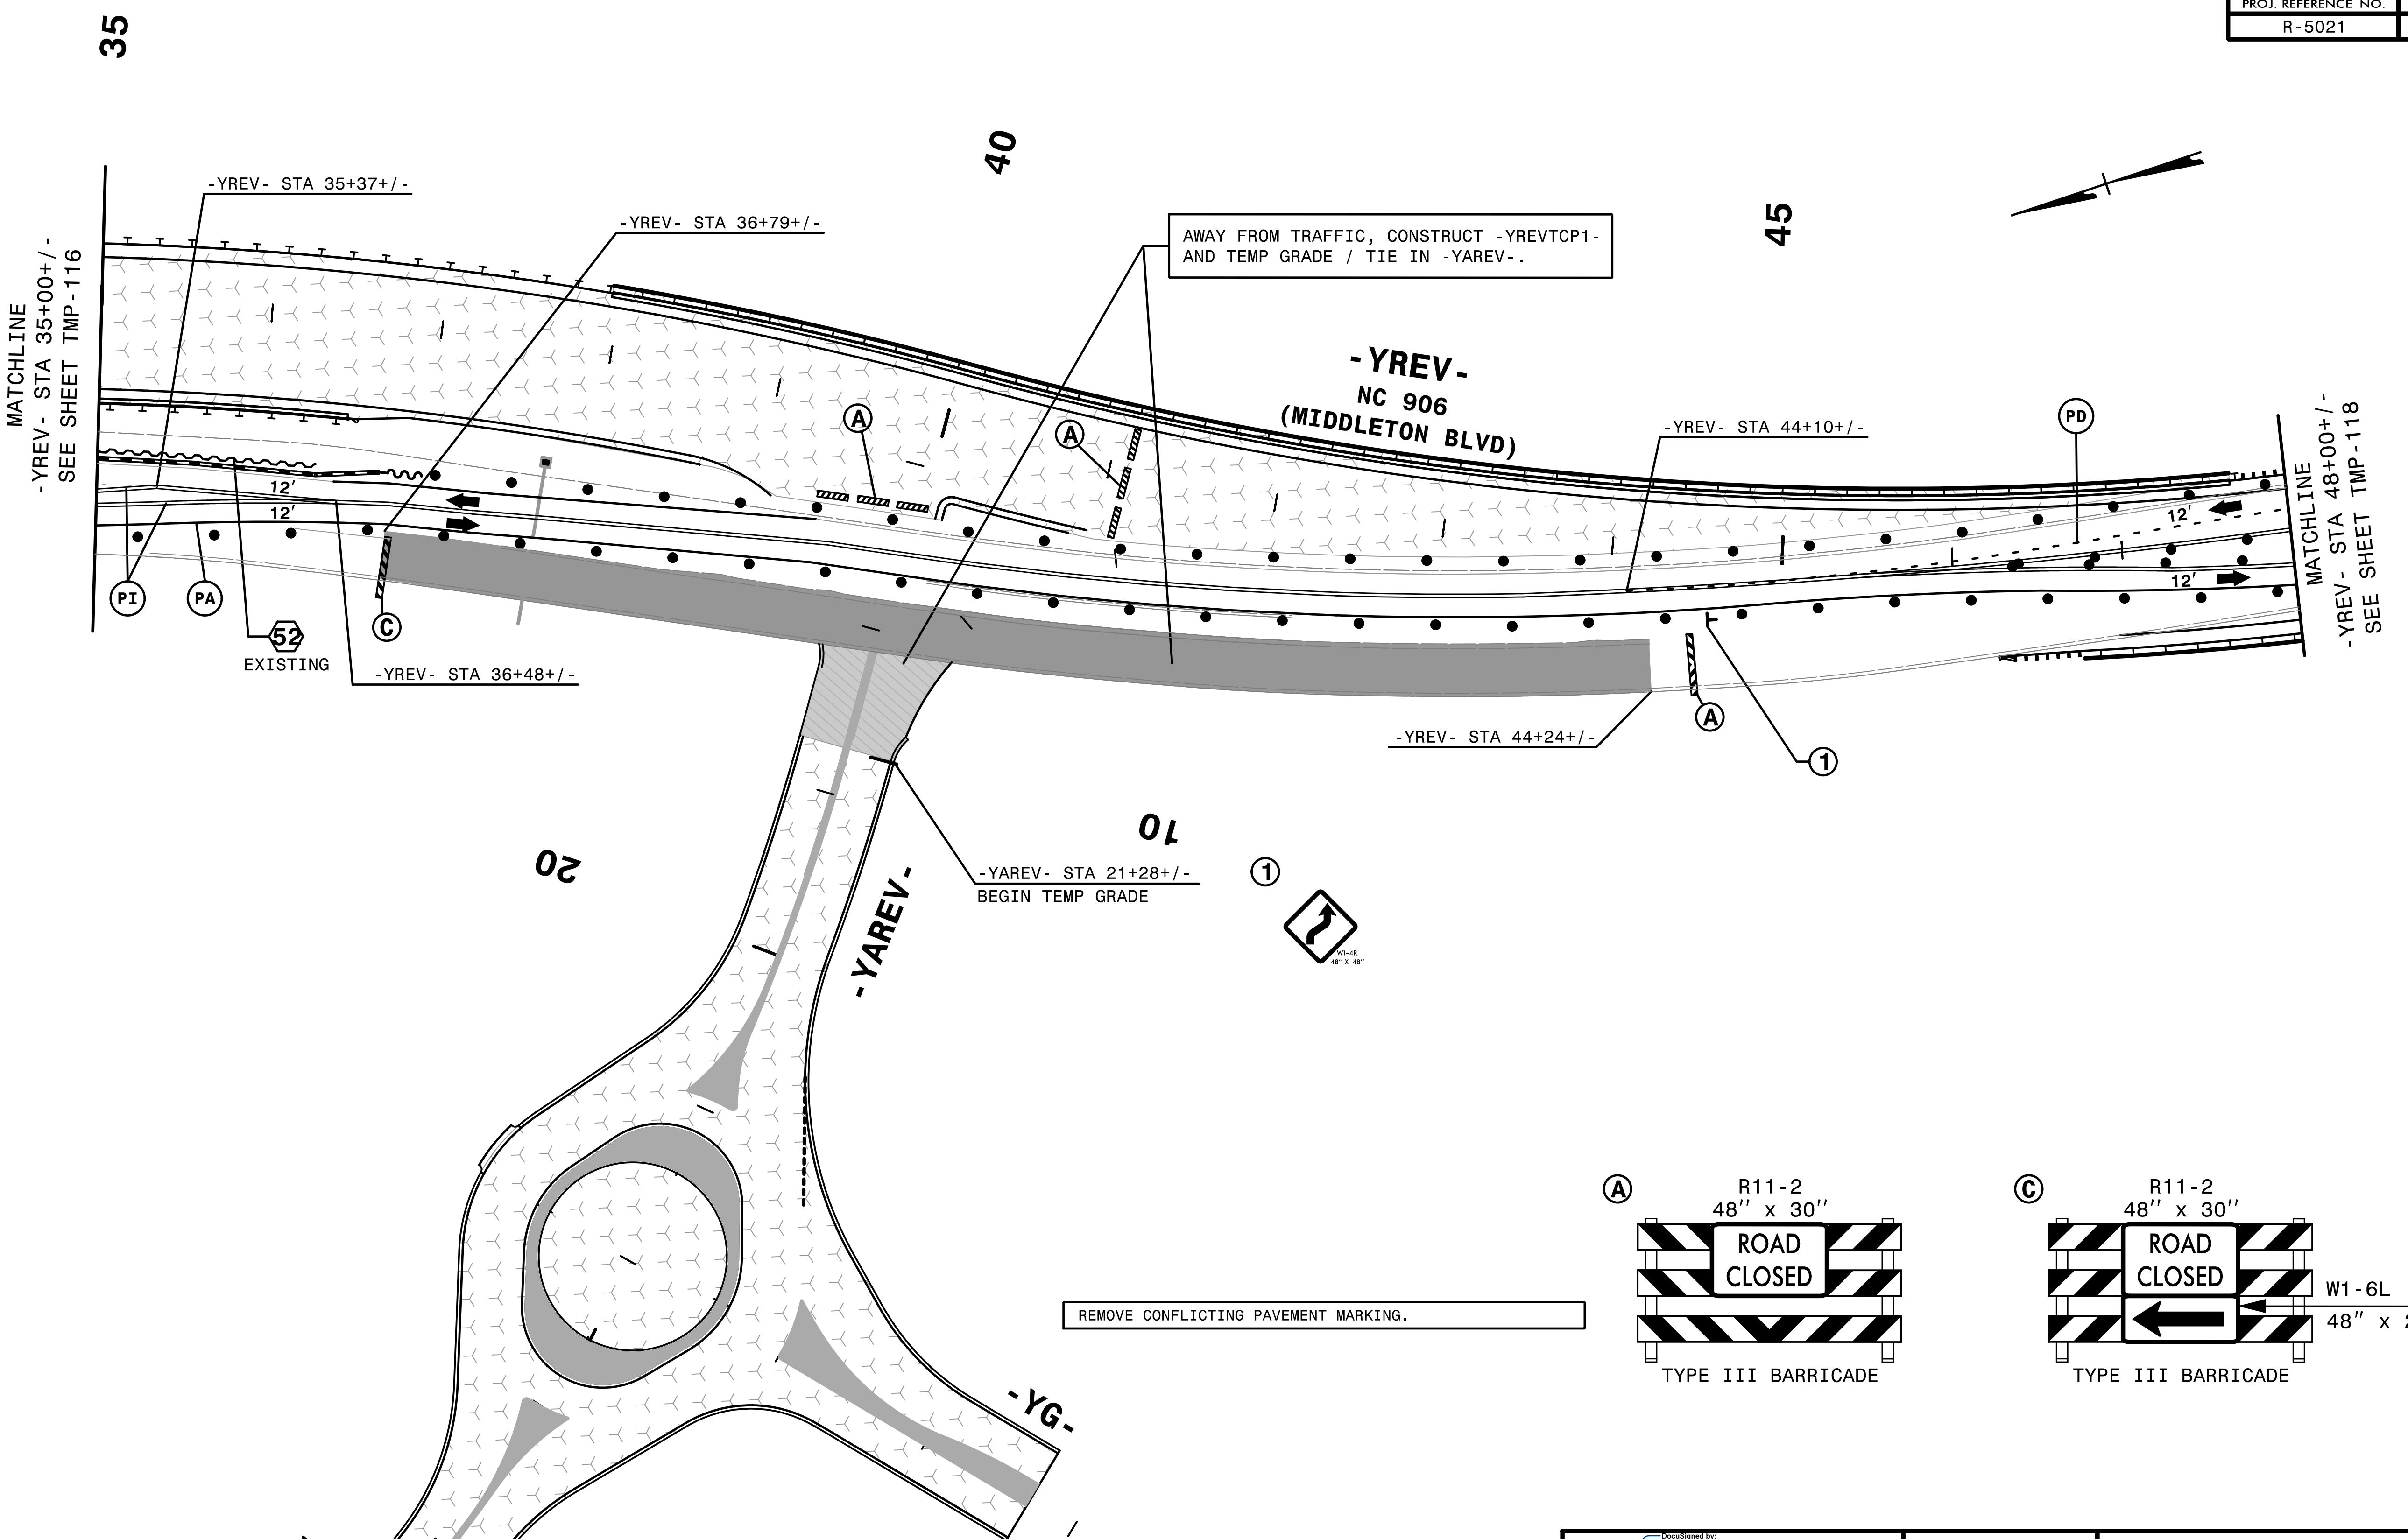 PROJ. REFERENCE NO.
R-5021
35
40
45
MATCHLINE
-YREV- STA 35+00+/-
SEE SHEET TMP-116
-YREV- STA 35+37+/-
-YREV- STA 36+79+/-
AWAY FROM TRAFFIC, CONSTRUCT -YREVTCP1-
AND TEMP GRADE / TIE IN -YAREV-.
-YREV-
NC 906
(MIDDLETON BLVD)
A
A
-YREV- STA 44+10+/-
PD
MATCHLINE
-YREV- STA 48+00+/-
SEE SHEET TMP-118
12'
12'
12'
12'
PI
PA
52
EXISTING
C
-YREV- STA 36+48+/-
A
-YREV- STA 44+24+/-
1
20
10
-YAREV-
-YAREV- STA 21+28+/-
BEGIN TEMP GRADE
1
W1-4R
48" X 48"
-YG-
REMOVE CONFLICTING PAVEMENT MARKING.
A
R11-2
48" x 30"
ROAD
CLOSED
TYPE III BARRICADE
C
R11-2
48" x 30"
ROAD
CLOSED
W1-6L
48" x
TYPE III BARRICADE
DocuSigned by: